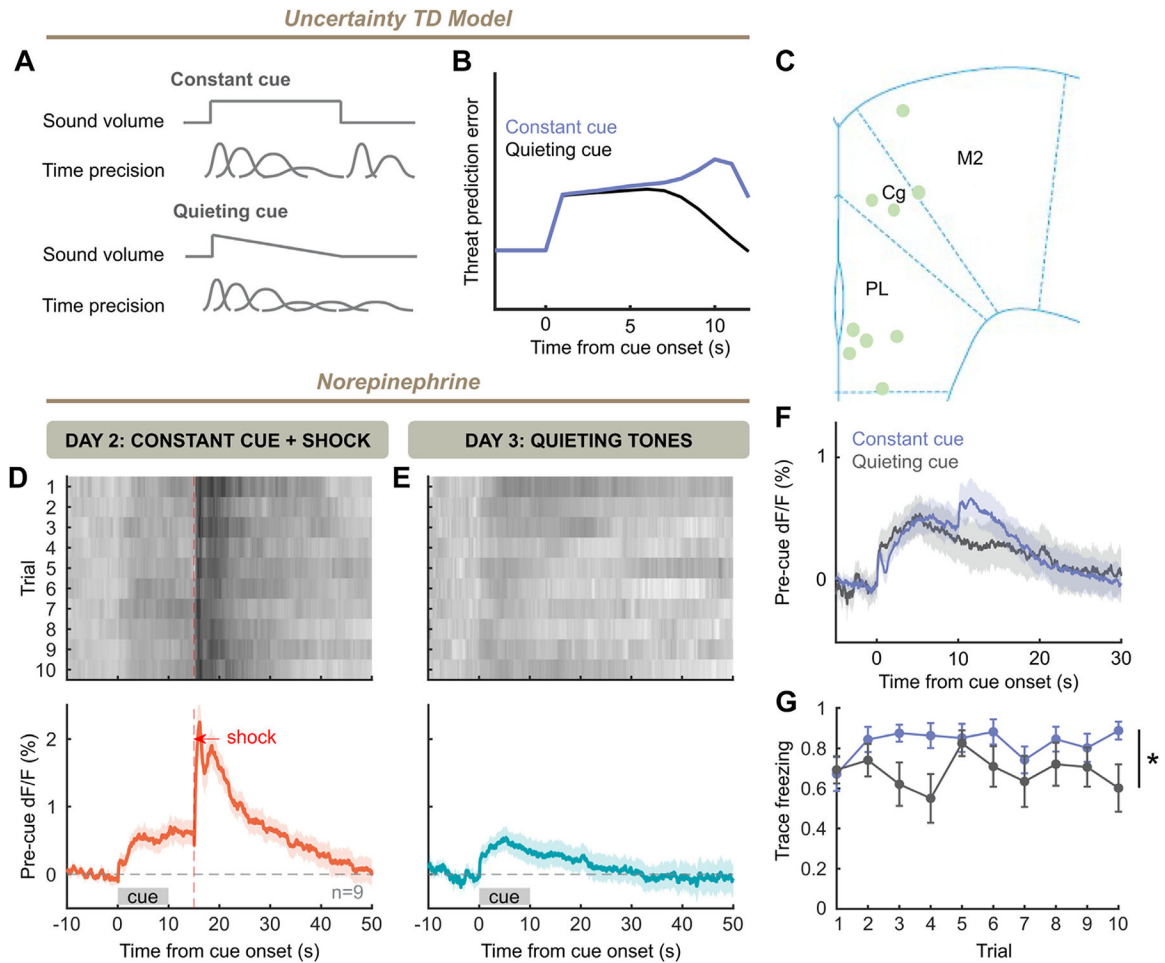 Uncertainty TD Model
A
Constant cue
Sound volume
Time precision
Quieting cue
Sound volume
Time precision
B
Threat prediction error
Constant cue
Quieting cue
0
5
10
Time from cue onset (s)
C
M2
Cg
PL
Norepinephrine
DAY 2: CONSTANT CUE + SHOCK
DAY 3: QUIETING TONES
D
Trial
1
2
3
4
5
6
7
8
9
10
Pre-cue dF/F (%)
2
1
0
shock
cue
n=9
-10 0 10 20 30 40 50
Time from cue onset (s)
E
cue
-10 0 10 20 30 40 50
Time from cue onset (s)
F
Constant cue
Quieting cue
Pre-cue dF/F (%)
1
0
0 10 20 30
Time from cue onset (s)
G
Trace freezing
1
0.8
0.6
0.4
0.2
0
*
1 2 3 4 5 6 7 8 9 10
Trial